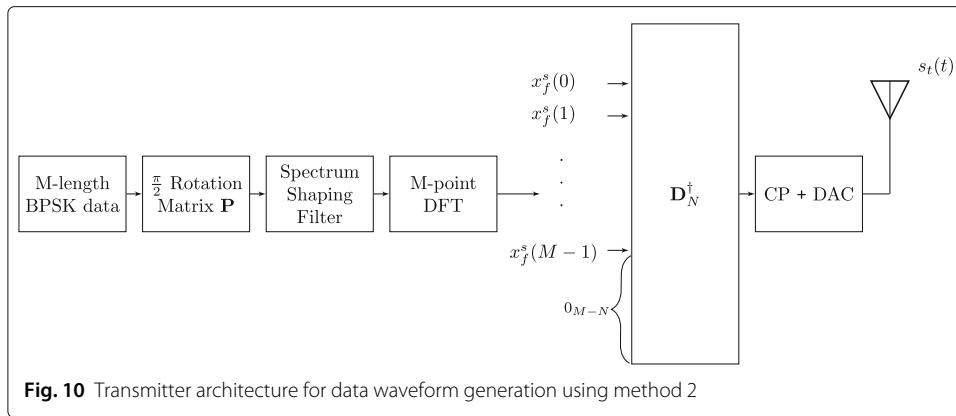 M-length
BPSK data
π/2 Rotation
Matrix P
Spectrum
Shaping
Filter
M-point
DFT
x_f^s(0)
x_f^s(1)
.
.
.
x_f^s(M − 1)
0_{M−N}
D_N^†
CP + DAC
s_t(t)
Fig. 10 Transmitter architecture for data waveform generation using method 2